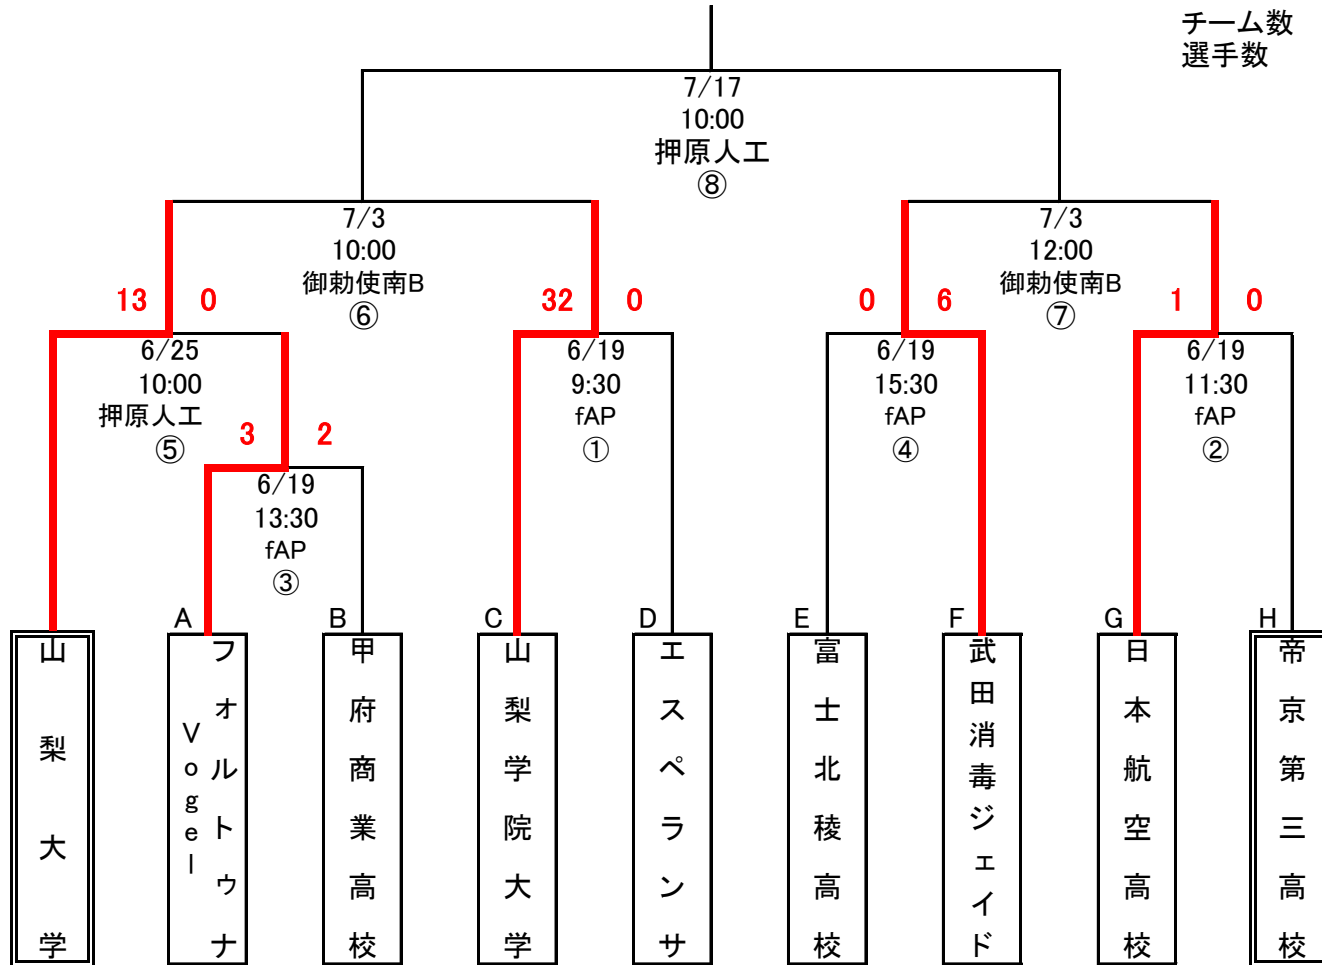 チーム数
選手数
7/17
10:00
押原人工
⑧
7/3
10:00
御勅使南B
⑥
7/3
12:00
御勅使南B
⑦
13
0
32
0
0
6
1
0
6/25
10:00
押原人工
⑤
6/19
9:30
fAP
①
6/19
15:30
fAP
④
6/19
11:30
fAP
②
3
2
6/19
13:30
fAP
③
A
B
C
D
E
F
G
H
山梨大学
フォルトゥナ
Vogel
甲府商業高校
山梨学院大学
エスペランサ
富士北稜高校
武田消毒ジェイド
日本航空高校
帝京第三高校